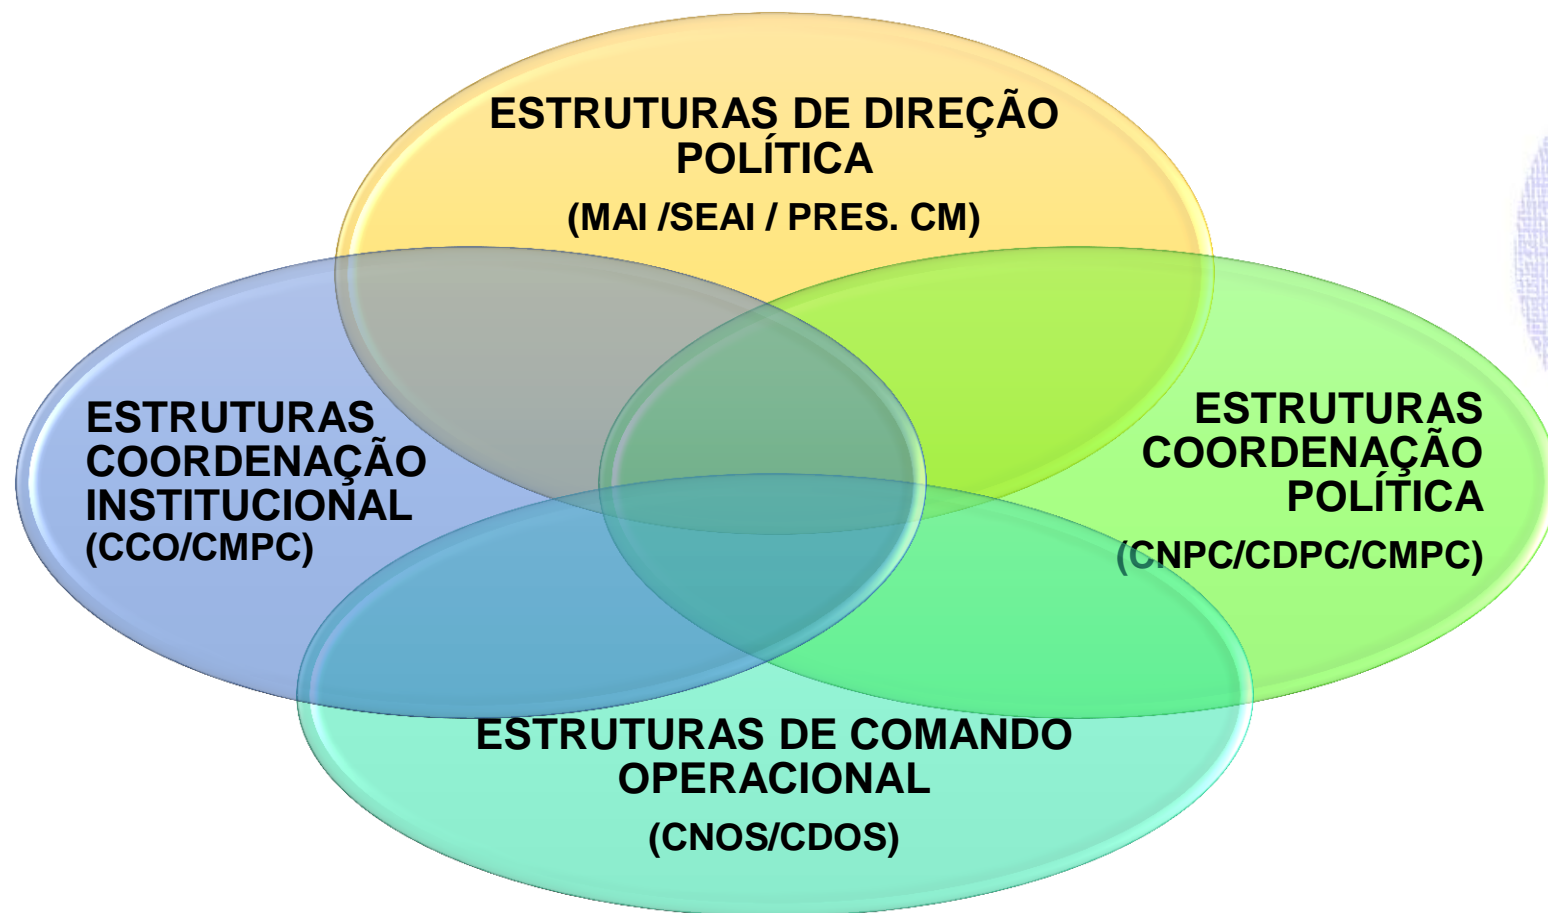 ESTRUTURAS DE DIREÇÃO
POLÍTICA
(MAI /SEAI / PRES. CM)
ESTRUTURAS
COORDENAÇÃO
INSTITUCIONAL
(CCO/CMPC)
ESTRUTURAS
COORDENAÇÃO
POLÍTICA
(CNPC/CDPC/CMPC)
ESTRUTURAS DE COMANDO
OPERACIONAL
(CNOS/CDOS)